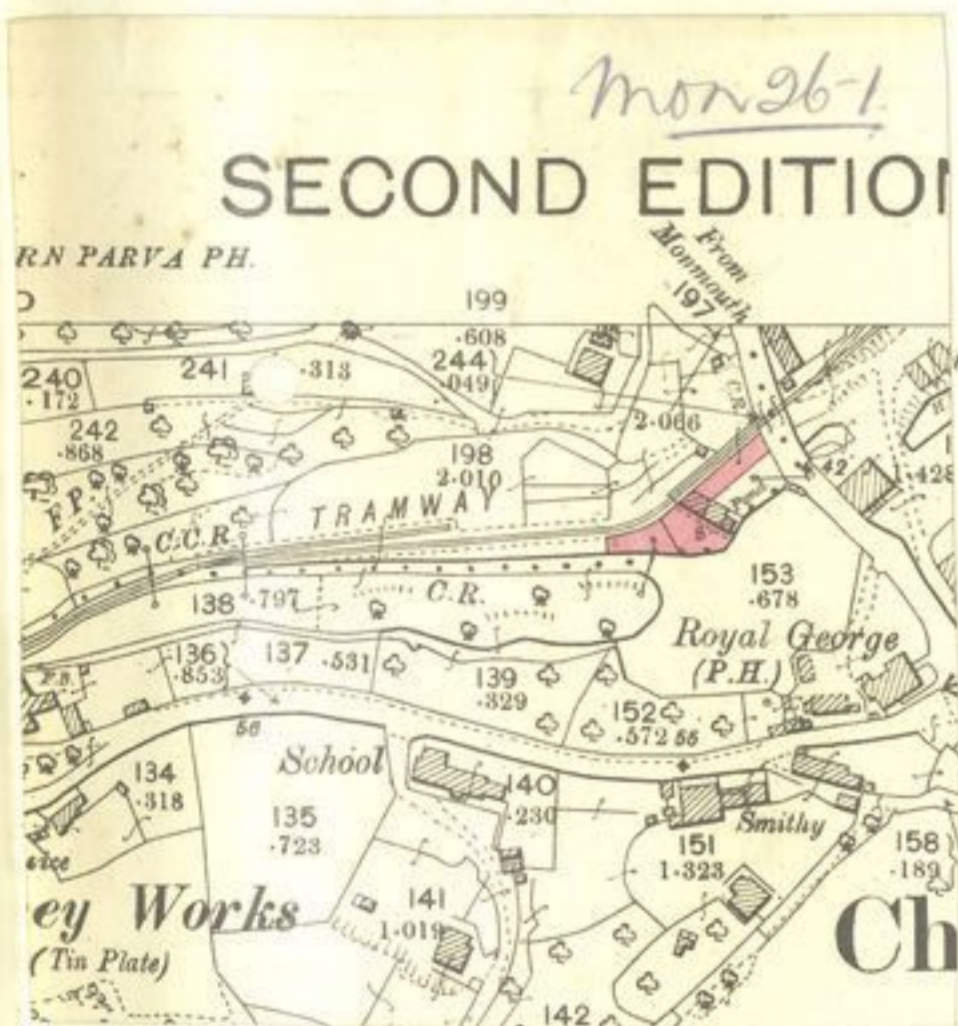 Mon 26-1
SECOND EDITION
RN PARVA PH.
From
Monmouth
199
197
.608
241
.313
244
.049
240
.172
242
.868
2.066
198
2.010
42
.428
TRAMWAY
F.P.
C.R.
C.C.R.
153
.678
138 .797
C.R.
Royal George
(P.H.)
136
.853
137 .531
139
.329
P.B.
152
.572
56
55
School
134
.318
140
.230
135
.723
Smithy
151
1.323
158
.189
141
1.019
ey Works
(Tin Plate)
Ch
142